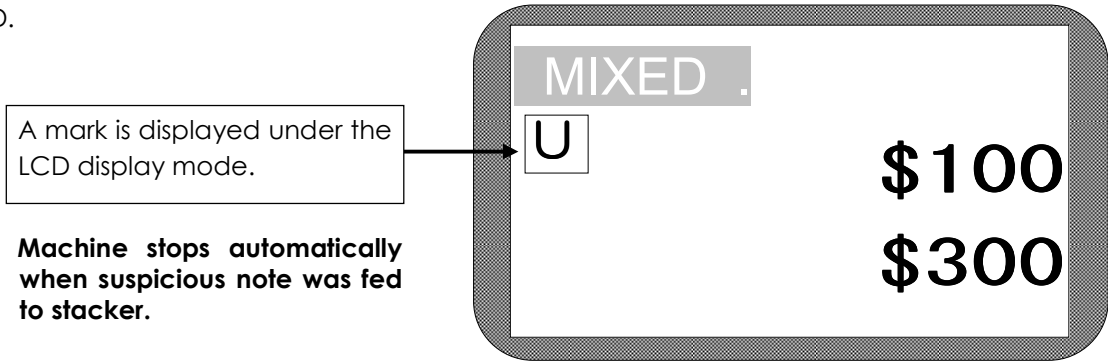 D.
MIXED .
A mark is displayed under the
LCD display mode.
U
$100
Machine stops automatically
when suspicious note was fed
to stacker.
$300